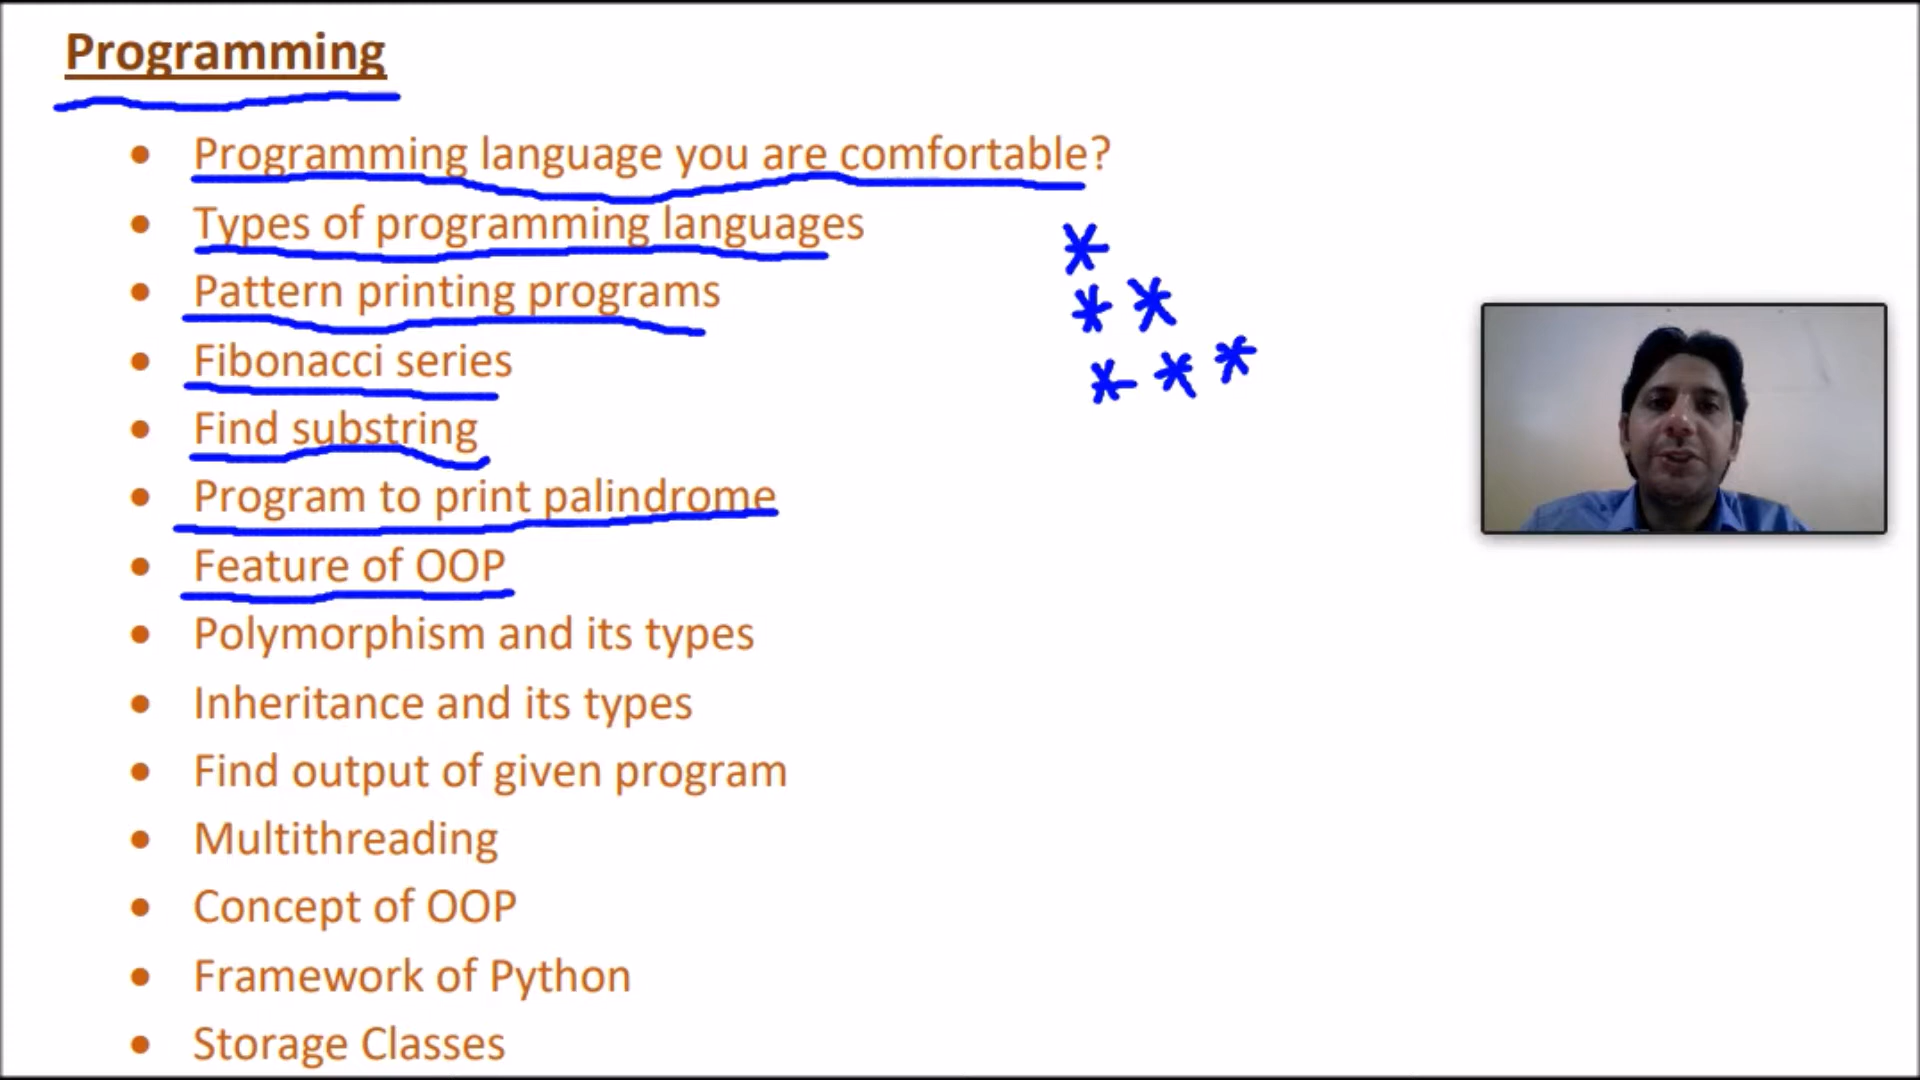 Programming
• Programming language you are comfortable?
• Types of programming languages
• Pattern printing programs
• Fibonacci series
• Find substring
• Program to print palindrome
• Feature of OOP
• Polymorphism and its types
• Inheritance and its types
• Find output of given program
• Multithreading
• Concept of OOP
• Framework of Python
• Storage Classes
*
* *
* * *